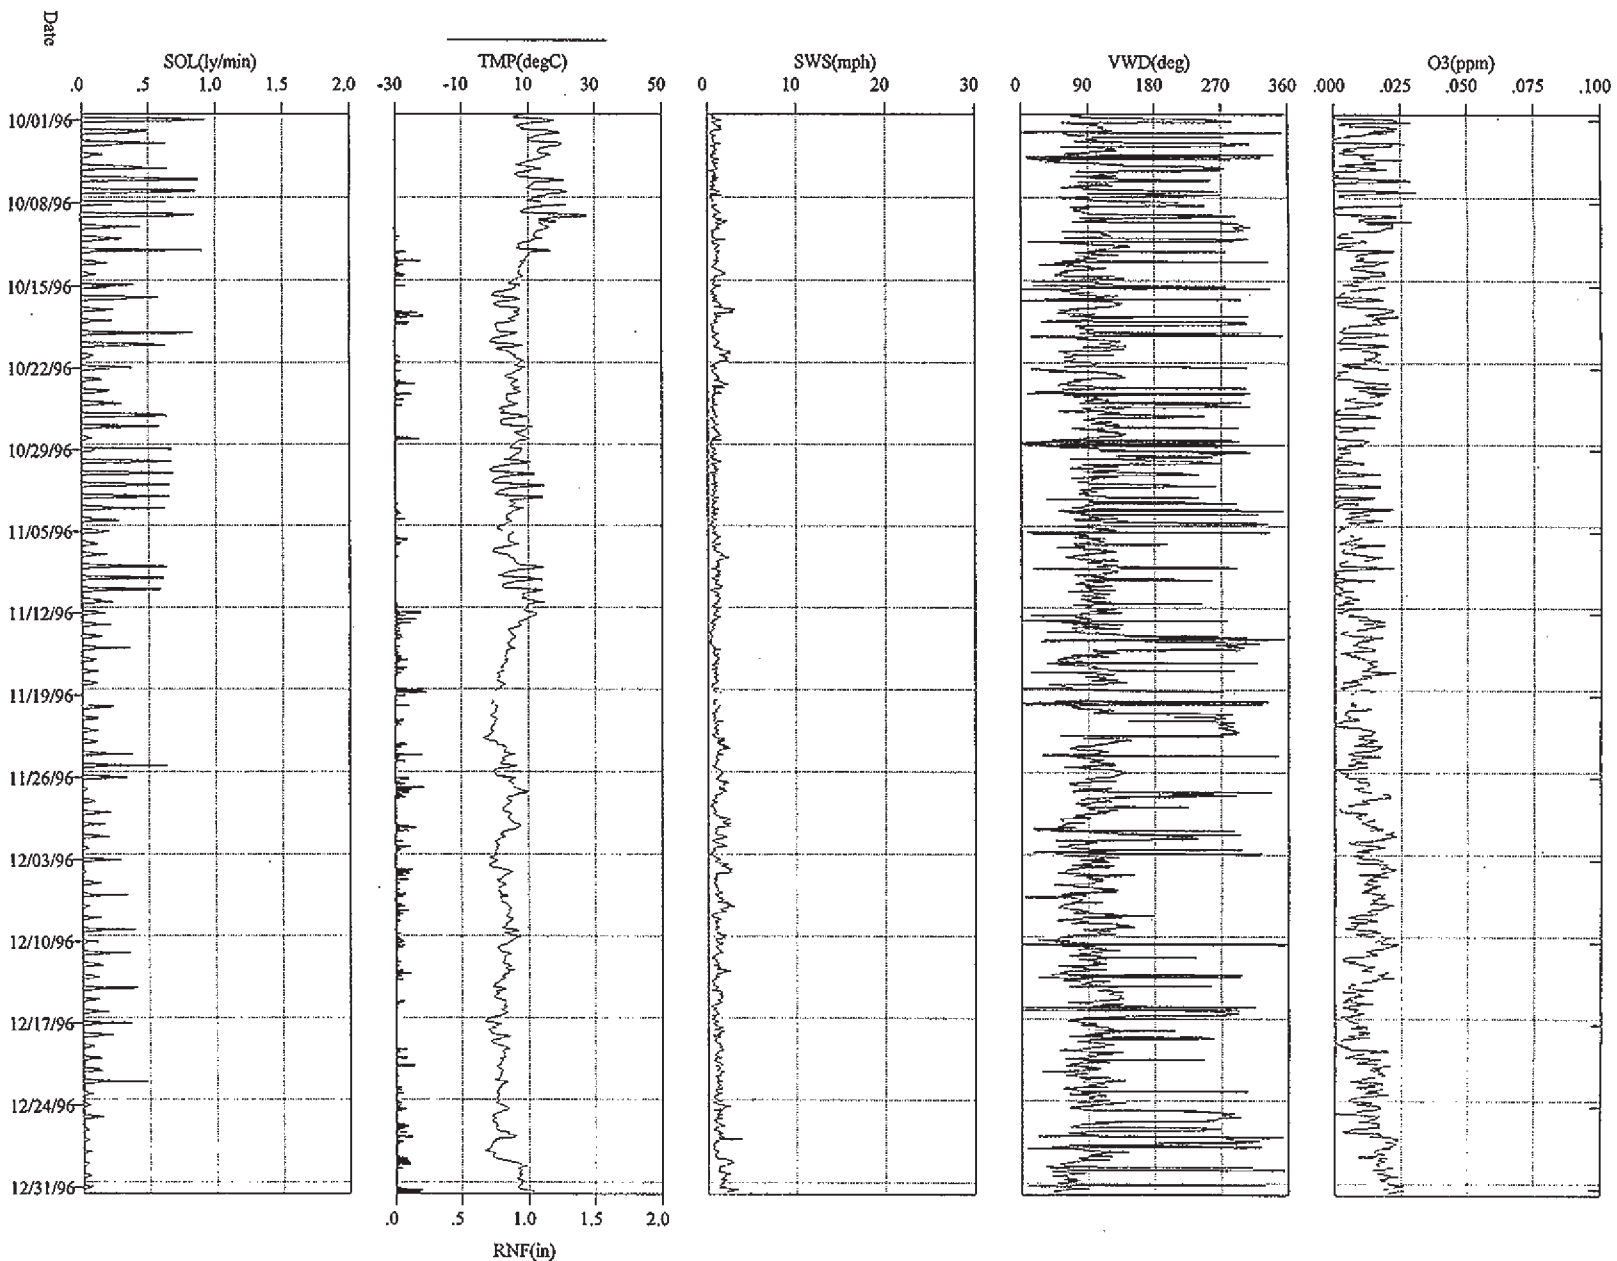 Date
SOL(ly/min)
TMP(degC)
SWS(mph)
VWD(deg)
O3(ppm)
.0 .5 1.0 1.5 2.0
-30 -10 10 30 50
0 10 20 30
0 90 180 270 360
.000 .025 .050 .075 .100
10/01/96
10/08/96
10/15/96
10/22/96
10/29/96
11/05/96
11/12/96
11/19/96
11/26/96
12/03/96
12/10/96
12/17/96
12/24/96
12/31/96
.0 .5 1.0 1.5 2.0
RNF(in)